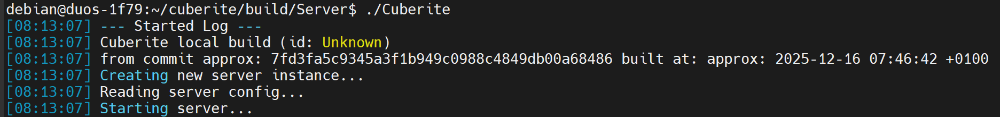 debian@duos-1f79:~/cuberite/build/Server$ ./Cuberite
[08:13:07] --- Started Log ---
[08:13:07] Cuberite local build (id: Unknown)
[08:13:07] from commit approx: 7fd3fa5c9345a3f1b949c0988c4849db00a68486 built at: approx: 2025-12-16 07:46:42 +0100
[08:13:07] Creating new server instance...
[08:13:07] Reading server config...
[08:13:07] Starting server...